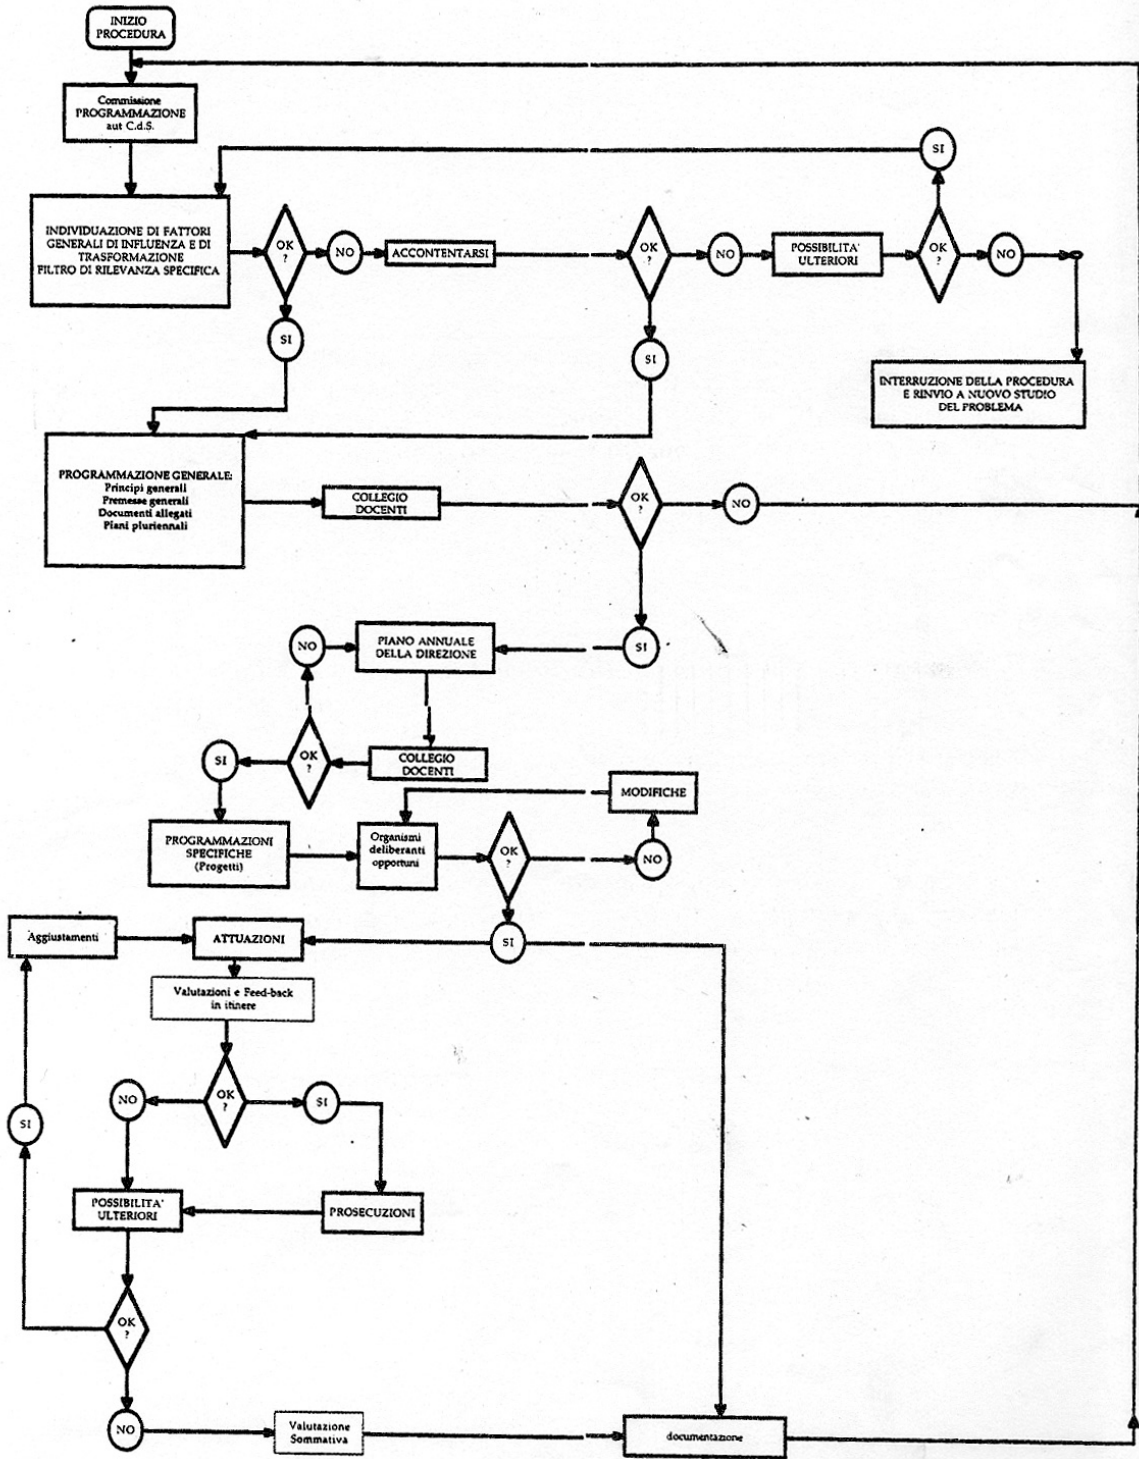 INIZIO
PROCEDURA
Commissione
PROGRAMMAZIONE
aut C.d.S.
SI
INDIVIDUAZIONE DI FATTORI
GENERALI DI INFLUENZA E DI
TRASFORMAZIONE
FILTRO DI RILEVANZA SPECIFICA
OK
?
NO
ACCONTENTARSI
OK
?
NO
POSSIBILITA'
ULTERIORI
OK
?
NO
SI
SI
INTERRUZIONE DELLA PROCEDURA
E RINVIO A NUOVO STUDIO
DEL PROBLEMA
PROGRAMMAZIONE GENERALE:
Principi generali
Premesse generali
Documenti allegati
Piani pluriennali
COLLEGIO
DOCENTI
OK
?
NO
NO
PIANO ANNUALE
DELLA DIREZIONE
SI
SI
OK
?
COLLEGIO
DOCENTI
MODIFICHE
PROGRAMMAZIONI
SPECIFICHE
(Progetti)
Organismi
deliberanti
opportuni
OK
?
NO
Aggiustamenti
ATTUAZIONI
SI
Valutazioni e Feed-back
in itinere
NO
OK
?
SI
SI
POSSIBILITA'
ULTERIORI
PROSECUZIONI
OK
?
NO
Valutazione
Sommativa
documentazione